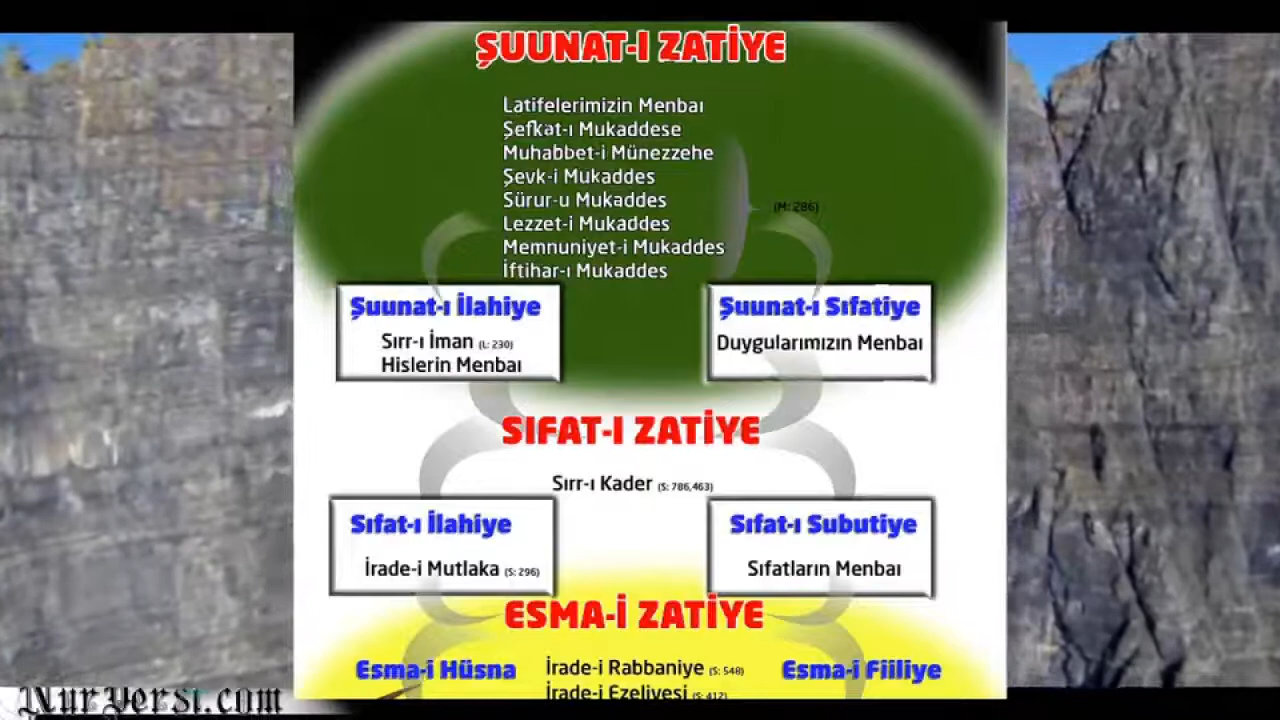 ŞUUNAT-I ZATİYE
Latifelerimizin Menbaı
Şefkat-ı Mukaddese
Muhabbet-i Münezzehe
Şevk-i Mukaddes
Sürur-u Mukaddes
(M: 286)
Lezzet-i Mukaddes
Memnuniyet-i Mukaddes
İftihar-ı Mukaddes
Şuunat-ı İlahiye
Sırr-ı İman (L: 230)
Hislerin Menbaı
Şuunat-ı Sıfatiye
Duygularımızın Menbaı
SIFAT-I ZATİYE
Sırr-ı Kader (S: 786,463)
Sıfat-ı İlahiye
İrade-i Mutlaka (S: 296)
Sıfat-ı Subutiye
Sıfatların Menbaı
ESMA-İ ZATİYE
Esma-i Hüsna
İrade-i Rabbaniye (S: 548)
İrade-i Ezeliyesi (S: 412)
Esma-i Fiiliye
NurDersi.com